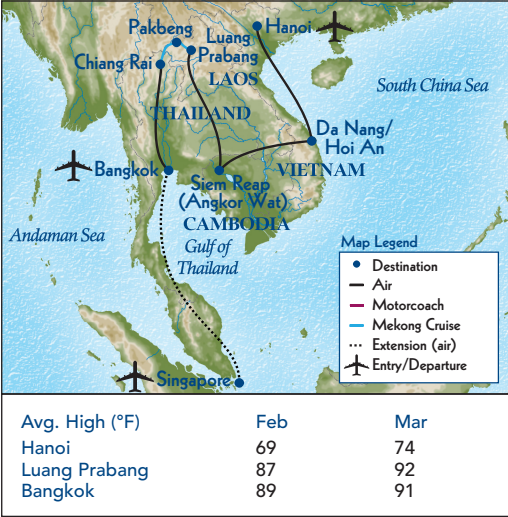 Hanoi
Pakbeng
Luang
Prabang
Chiang Rai
LAOS
South China Sea
THAILAND
Da Nang/
Hoi An
Bangkok
VIETNAM
Siem Reap
(Angkor Wat)
CAMBODIA
Andaman Sea
Gulf of
Thailand
Map Legend
Destination
Air
Motorcoach
Mekong Cruise
Extension (air)
Entry/Departure
Singapore
Avg. High (°F) Feb Mar
Hanoi 69 74
Luang Prabang 87 92
Bangkok 89 91